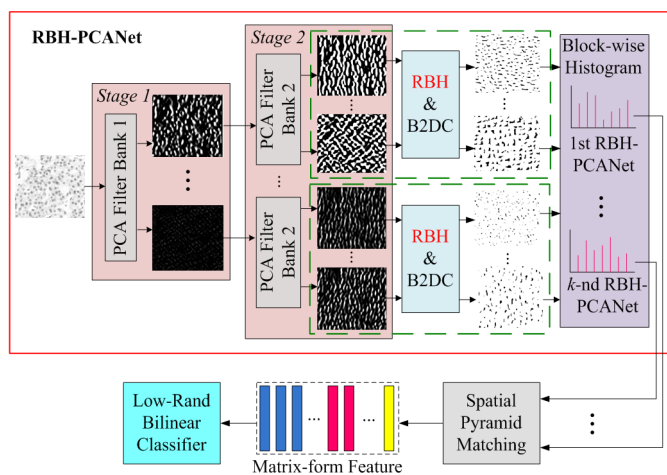 RBH-PCANet
Stage 1
PCA Filter Bank 1
Stage 2
PCA Filter
Bank 2
RBH
&
B2DC
PCA Filter
Bank 2
RBH
&
B2DC
Block-wise
Histogram
1st RBH-
PCANet
k-nd RBH-
PCANet
Low-Rand
Bilinear
Classifier
Matrix-form Feature
Spatial
Pyramid
Matching